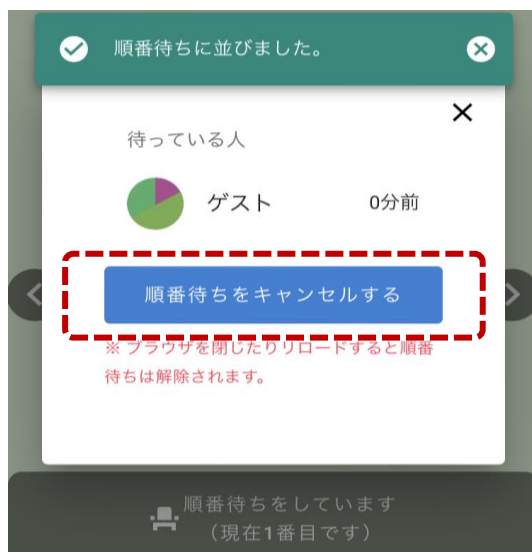 順番待ちに並びました。
待っている人
ゲスト 0分前
順番待ちをキャンセルする
※ ブラウザを閉じたりリロードすると順番
待ちは解除されます。
順番待ちをしています
（現在1番目です）